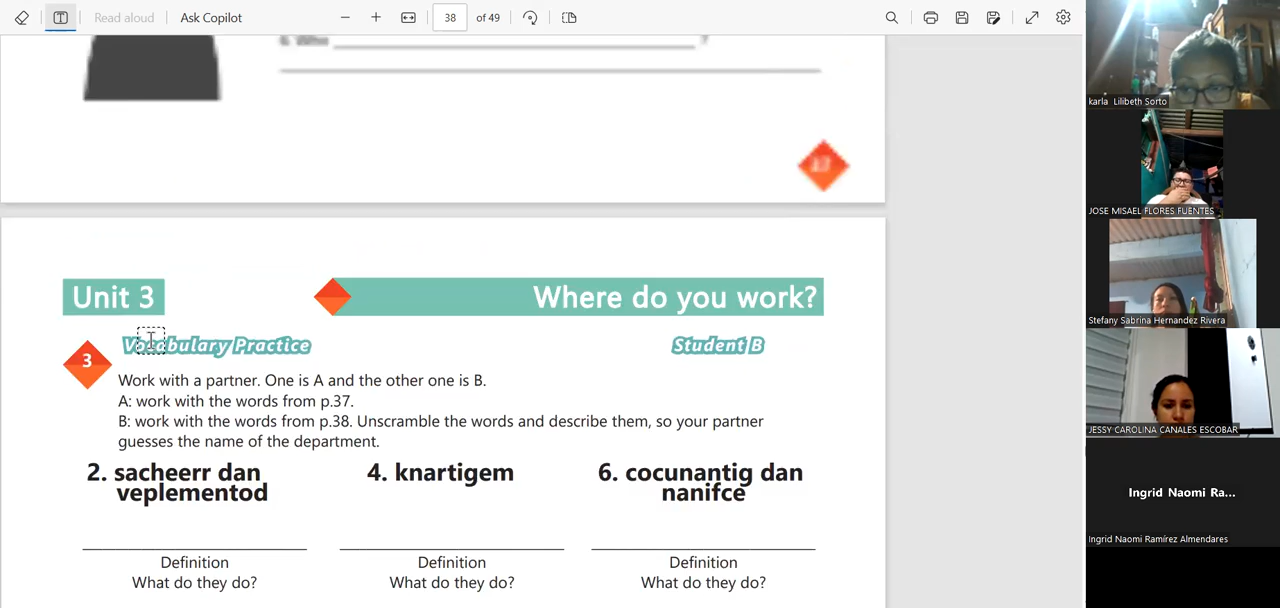 Read aloud
Ask Copilot
38
of 49
6. Who ?
37
Unit 3
Where do you work?
3
Vocabulary Practice
Student B
Work with a partner. One is A and the other one is B.
A: work with the words from p.37.
B: work with the words from p.38. Unscramble the words and describe them, so your partner
guesses the name of the department.
2. sacheerr dan
veplementod
4. knartigem
6. cocunantig dan
nanifce
Definition
What do they do?
Definition
What do they do?
Definition
What do they do?
karla Lilibeth Sorto
JOSE MISAEL FLORES FUENTES
Stefany Sabrina Hernandez Rivera
JESSY CAROLINA CANALES ESCOBAR
Ingrid Naomi Ra...
Ingrid Naomi Ramírez Almendares